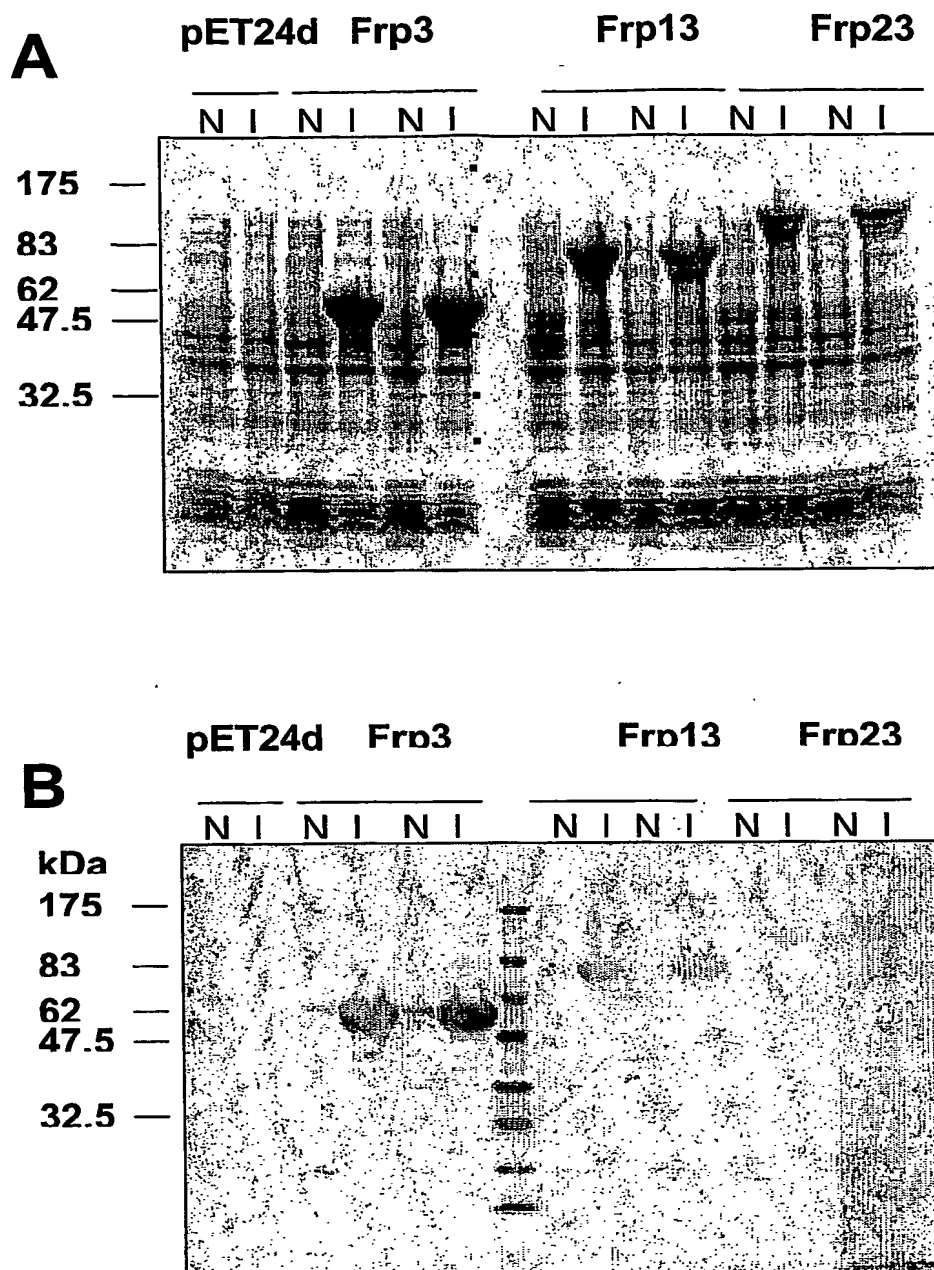 A
pET24d Frp3 Frp13 Frp23
N I N I N I N I N I N I N I
175
83
62
47.5
32.5
B
pET24d Frp3 Frp13 Frp23
N I N I N I N I N I N I N I
kDa
175
83
62
47.5
32.5